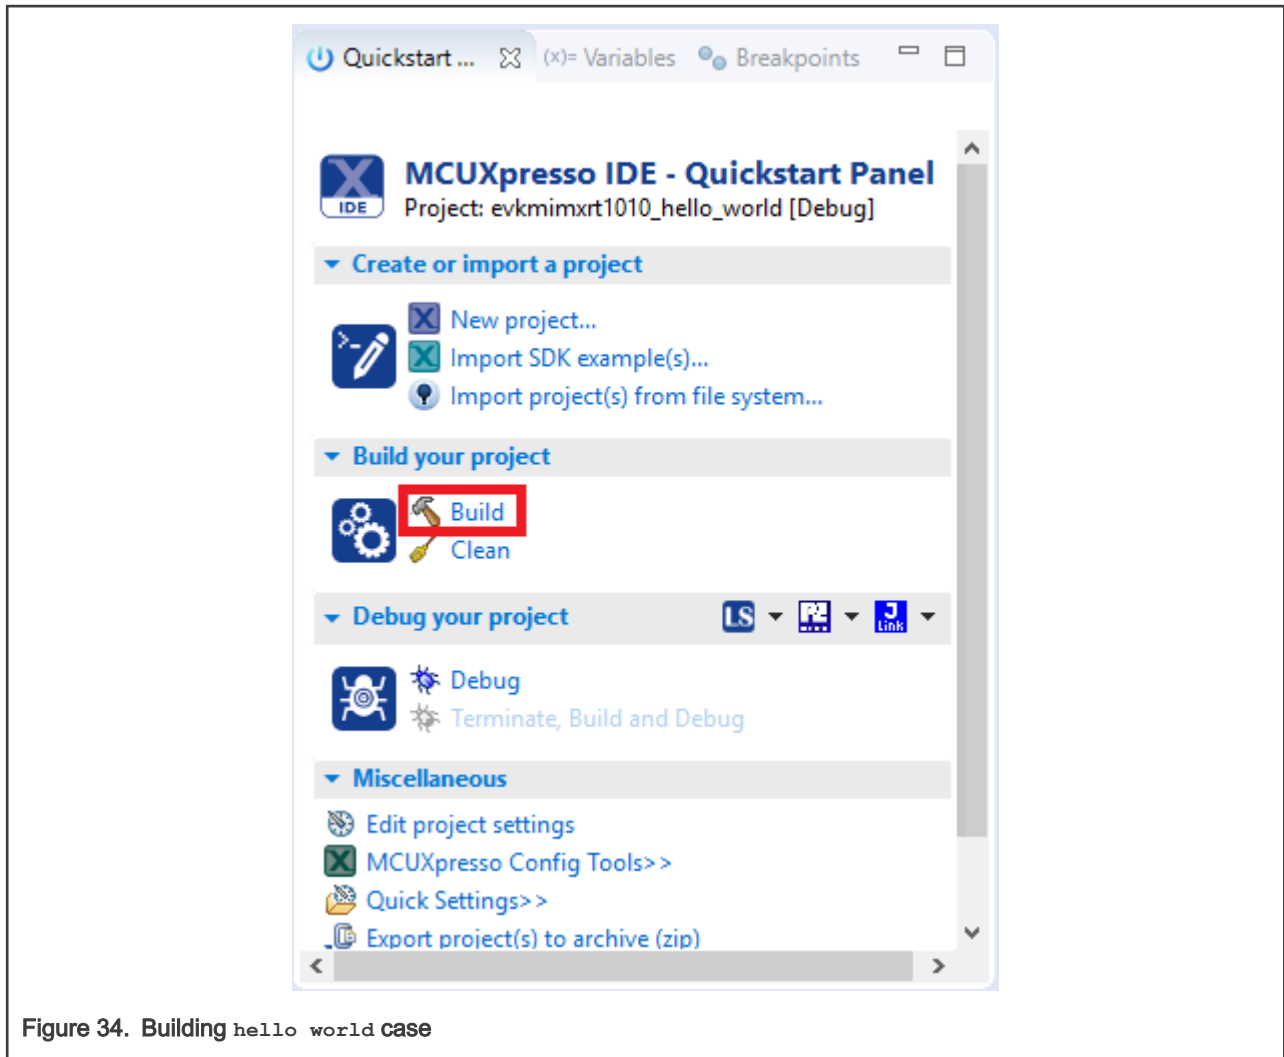 Quickstart ... (x)= Variables Breakpoints
MCUXpresso IDE - Quickstart Panel
IDE
Project: evkmimxrt1010_hello_world [Debug]
Create or import a project
New project...
Import SDK example(s)...
Import project(s) from file system...
Build your project
Build
Clean
Debug your project LS PE J Link
Debug
Terminate, Build and Debug
Miscellaneous
Edit project settings
MCUXpresso Config Tools>>
Quick Settings>>
Export project(s) to archive (zip)
Figure 34. Building hello world case